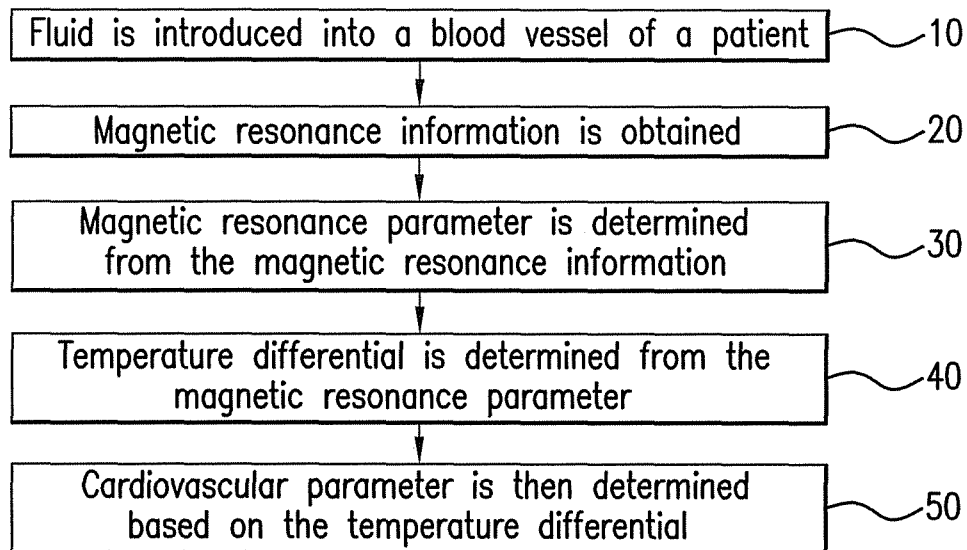 Fluid is introduced into a blood vessel of a patient
10
Magnetic resonance information is obtained
20
Magnetic resonance parameter is determined
from the magnetic resonance information
30
Temperature differential is determined from the
magnetic resonance parameter
40
Cardiovascular parameter is then determined
based on the temperature differential
50